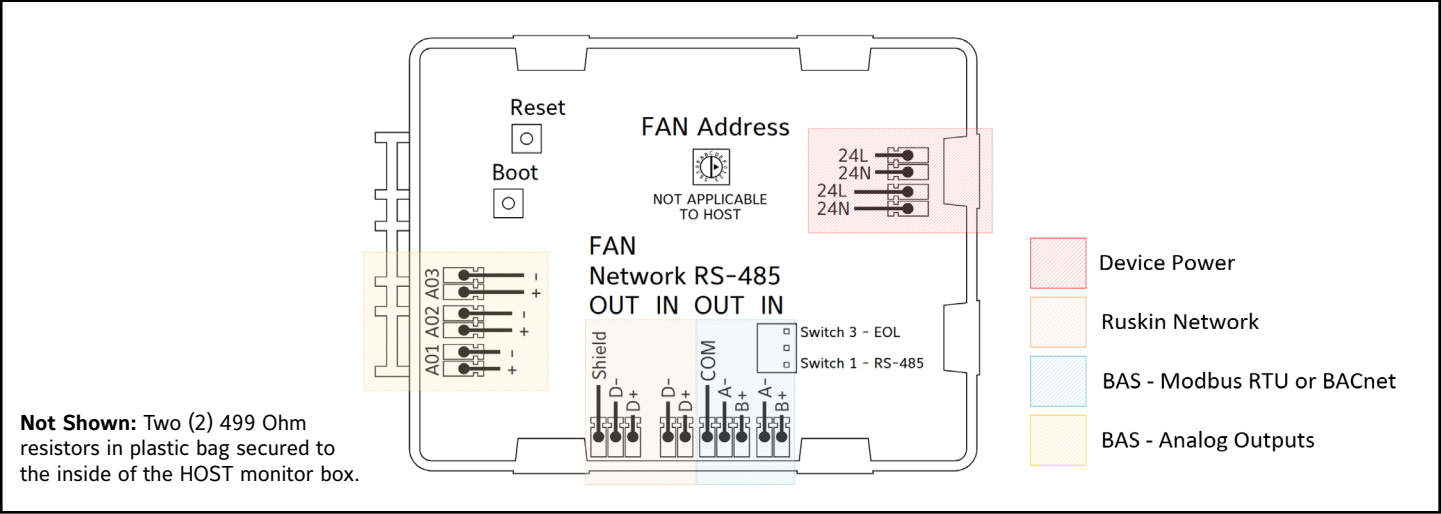 Reset
Boot
FAN Address
NOT APPLICABLE
TO HOST
24L
24N
24L
24N
A03
- +
A02
- +
A01
- +
FAN
Network RS-485
OUT IN OUT IN
Switch 3 - EOL
Switch 1 - RS-485
Shield
D-
D+
D-
D+
COM
A-
B+
A-
B+
Device Power
Ruskin Network
BAS - Modbus RTU or BACnet
BAS - Analog Outputs
Not Shown: Two (2) 499 Ohm
resistors in plastic bag secured to
the inside of the HOST monitor box.